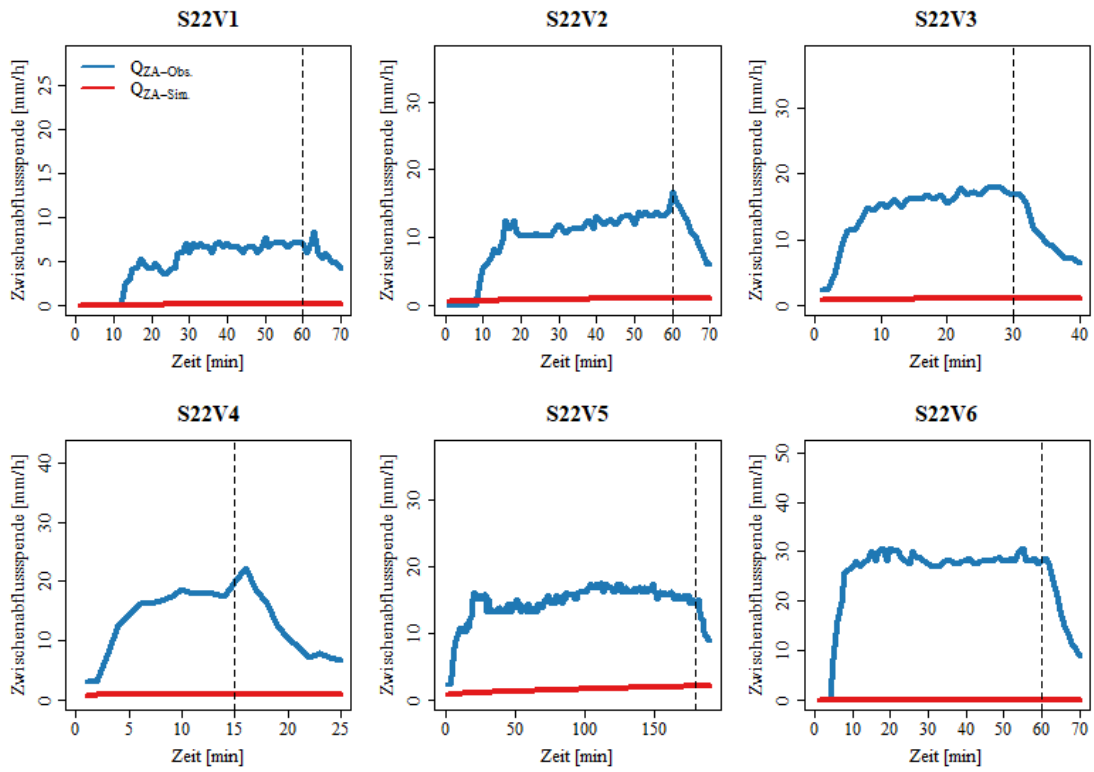 S22V1
Zwischenabflussspende [mm/h]
25
20
15
10
5
0
Q_ZA–Obs.
Q_ZA–Sim.
0 10 20 30 40 50 60 70
Zeit [min]
S22V2
Zwischenabflussspende [mm/h]
30
20
10
0
0 10 20 30 40 50 60 70
Zeit [min]
S22V3
Zwischenabflussspende [mm/h]
30
20
10
0
0 10 20 30 40
Zeit [min]
S22V4
Zwischenabflussspende [mm/h]
40
30
20
10
0
0 5 10 15 20 25
Zeit [min]
S22V5
Zwischenabflussspende [mm/h]
30
20
10
0
0 50 100 150
Zeit [min]
S22V6
Zwischenabflussspende [mm/h]
50
40
30
20
10
0
0 10 20 30 40 50 60 70
Zeit [min]